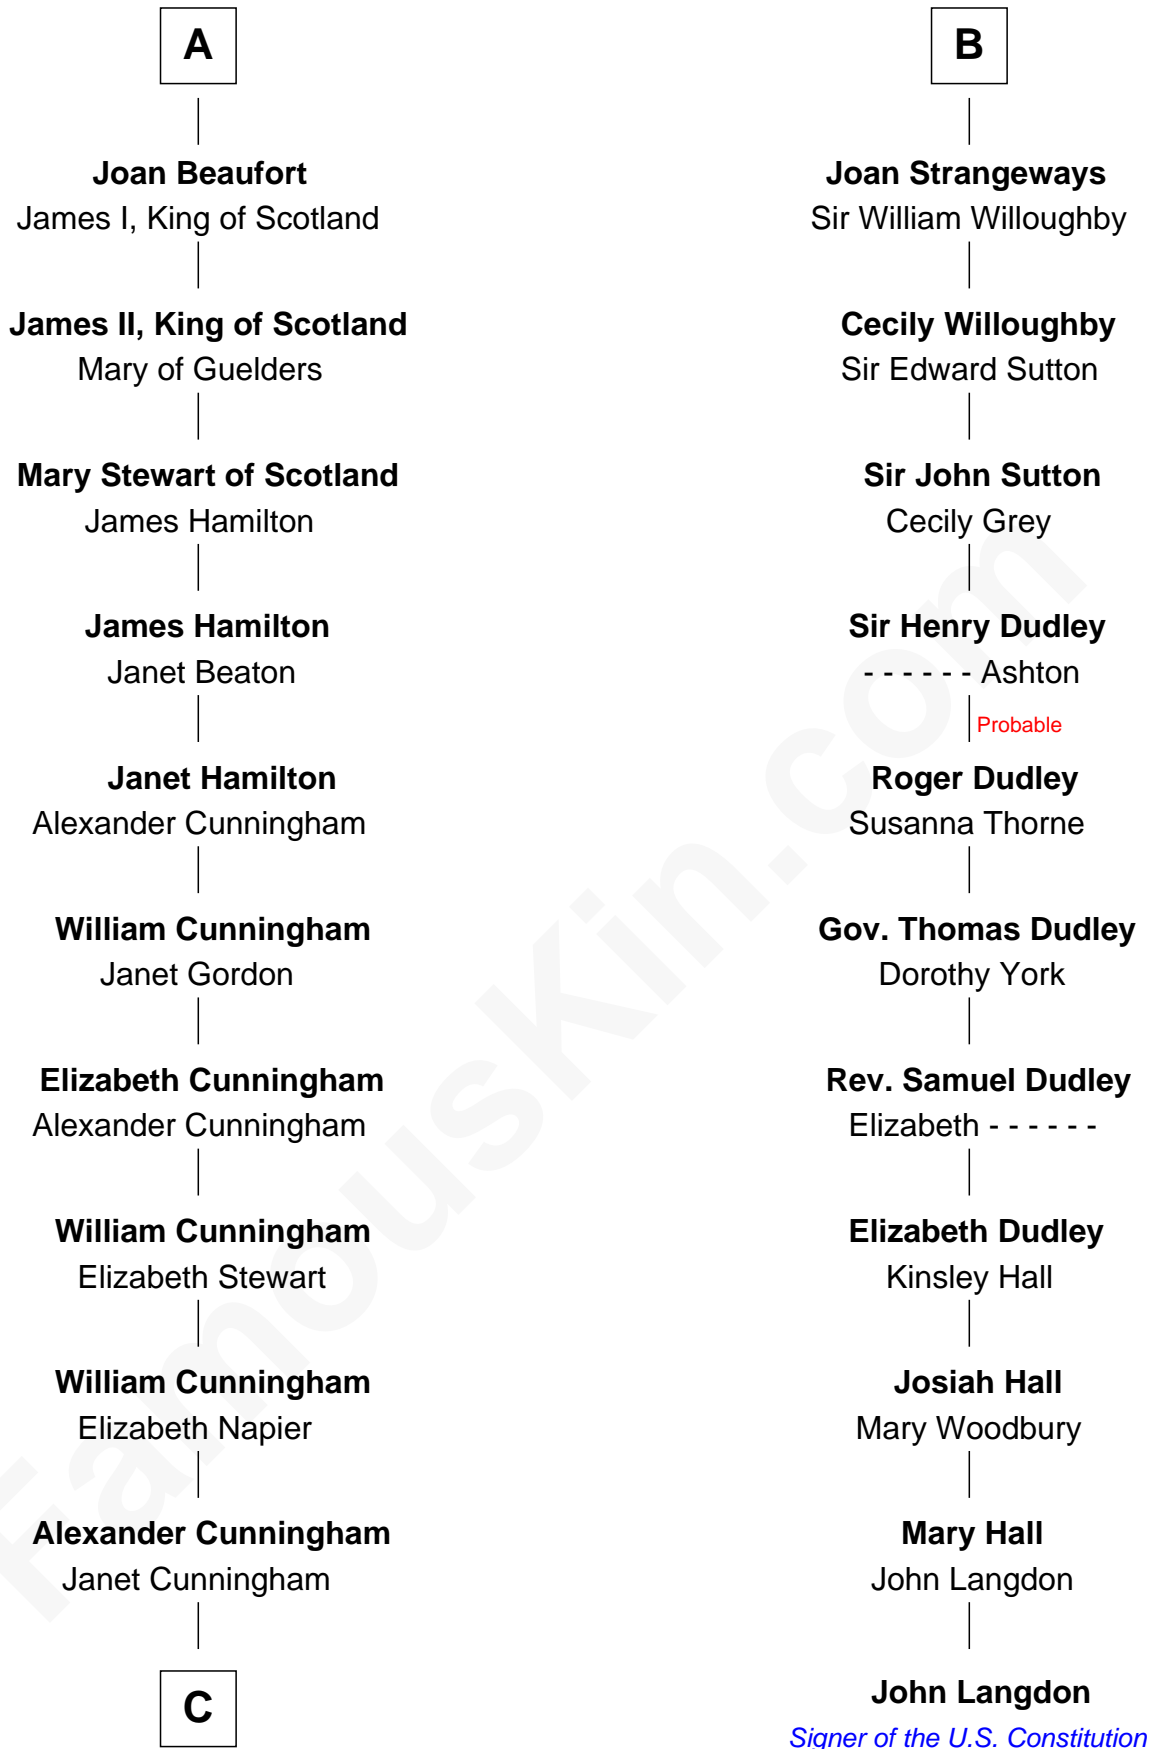 A
Joan Beaufort
James I, King of Scotland
James II, King of Scotland
Mary of Guelders
Mary Stewart of Scotland
James Hamilton
James Hamilton
Janet Beaton
Janet Hamilton
Alexander Cunningham
William Cunningham
Janet Gordon
Elizabeth Cunningham
Alexander Cunningham
William Cunningham
Elizabeth Stewart
William Cunningham
Elizabeth Napier
Alexander Cunningham
Janet Cunningham
C
B
Joan Strangeways
Sir William Willoughby
Cecily Willoughby
Sir Edward Sutton
Sir John Sutton
Cecily Grey
Sir Henry Dudley
- - - - - - Ashton
Probable
Roger Dudley
Susanna Thorne
Gov. Thomas Dudley
Dorothy York
Rev. Samuel Dudley
Elizabeth - - - - - -
Elizabeth Dudley
Kinsley Hall
Josiah Hall
Mary Woodbury
Mary Hall
John Langdon
John Langdon
Signer of the U.S. Constitution
FamousKin.com